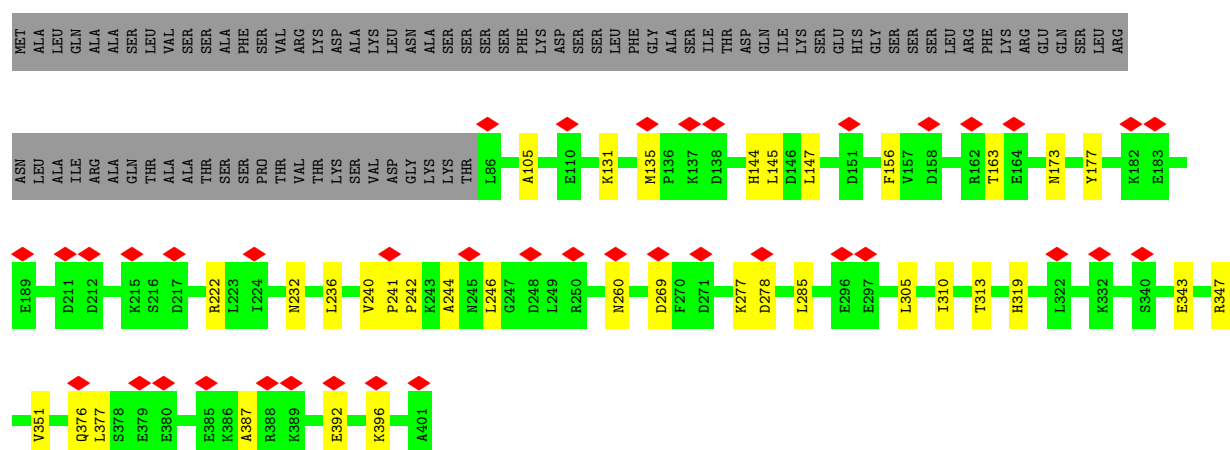 MET ALA LEU GLN ALA ALA SER LEU VAL SER SER ALA PHE SER VAL ARG LYS ASP ALA LYS LEU ASN ALA SER SER SER SER PHE LYS ASP SER SER LEU PHE GLY ALA SER ILE THR ASP GLN ILE LYS SER GLU HIS GLY SER SER SER LEU ARG PHE LYS ARG GLU GLN SER LEU ARG
ASN LEU ALA ILE ARG ALA GLN THR ALA ALA THR SER SER PRO THR VAL THR LYS SER VAL ASP GLY LYS LYS THR L86 A105 E110 K131 M135 P136 K137 D138 H144 L145 D146 L147 D151 F156 V157 D158 R162 T163 E164 N173 Y177 K182 E183
E189 D211 D212 K215 S216 D217 R222 L223 I224 N232 L236 V240 P241 P242 K243 A244 N245 L246 G247 D248 L249 R250 N260 D269 F270 D271 K277 D278 L285 E296 E297 L305 I310 T313 H319 L322 K332 S340 E343 R347
V351 Q376 L377 S378 E379 E380 E385 K386 A387 R388 K389 E392 K396 A401